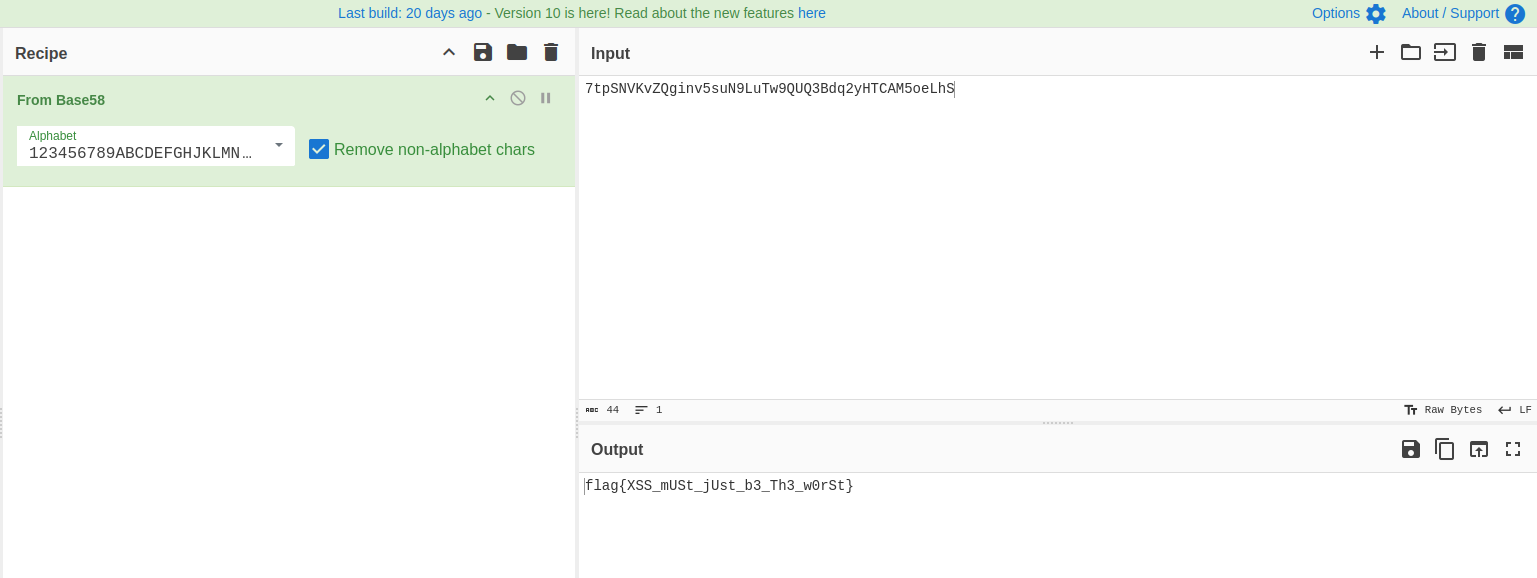 Last build: 20 days ago - Version 10 is here! Read about the new features here
Options
About / Support
Recipe
From Base58
Alphabet
123456789ABCDEFGHJKLMN…
Remove non-alphabet chars
Input
7tpSNVKvZQginv5suN9LuTw9QUQ3Bdq2yHTCAM5oeLhS
ABC 44 1
Raw Bytes LF
Output
flag{XSS_mUSt_jUst_b3_Th3_w0rSt}